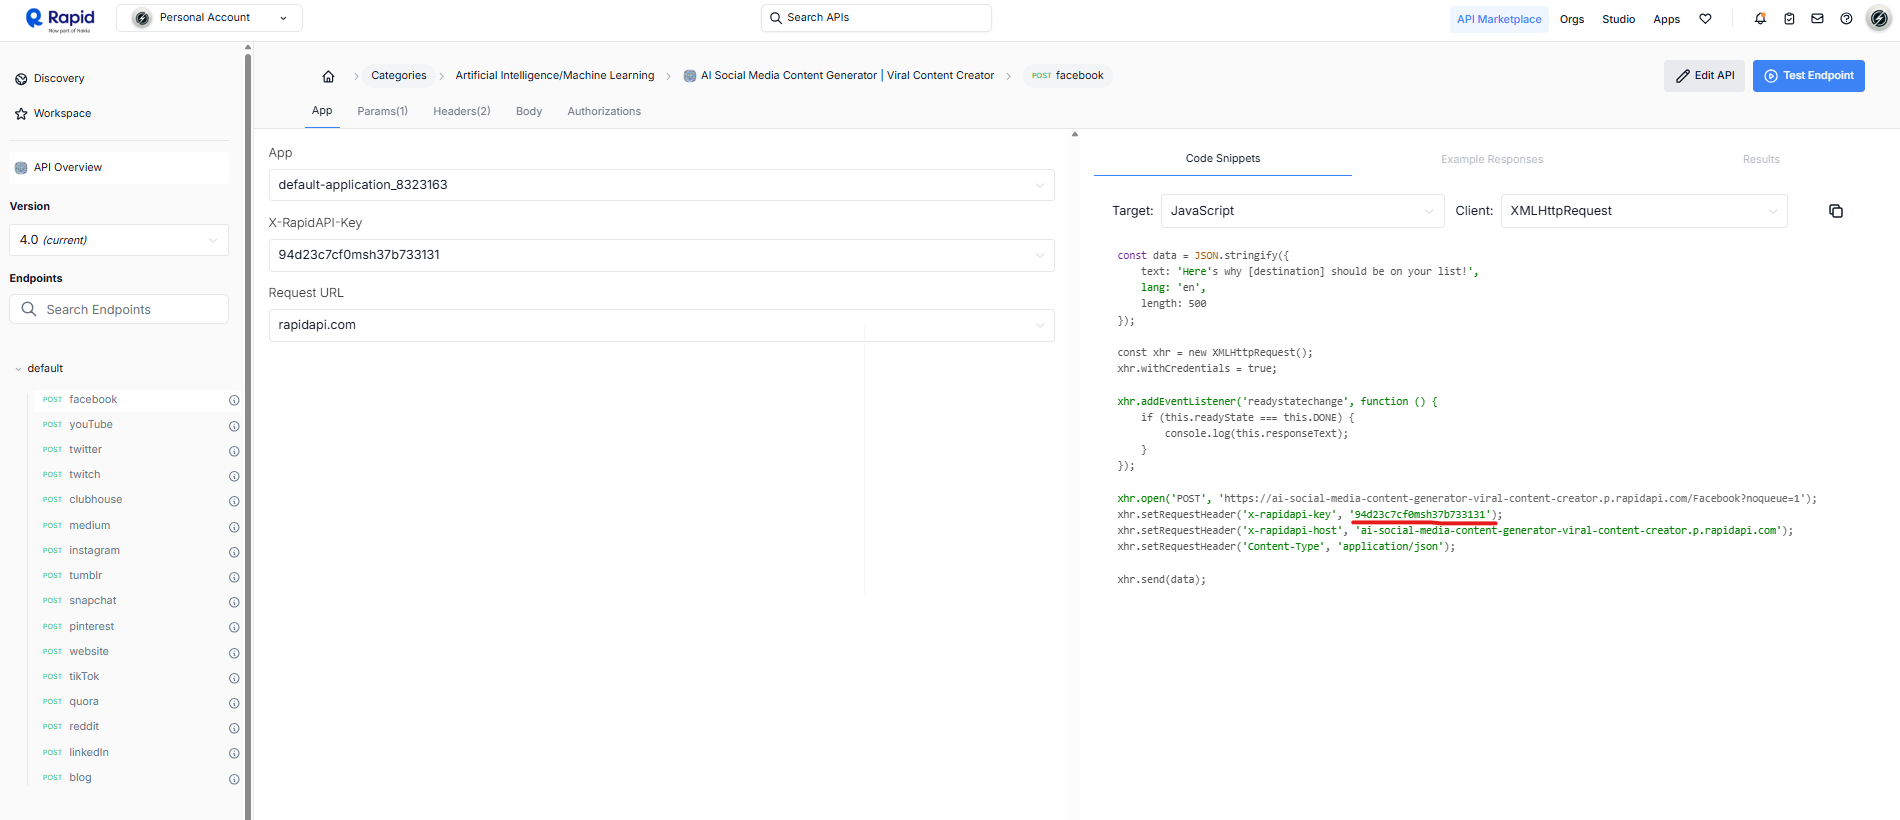 Rapid
Now part of Nokia
Personal Account
Search APIs
API Marketplace
Orgs
Studio
Apps
Discovery
Workspace
API Overview
Version
4.0 (current)
Endpoints
Search Endpoints
default
POST facebook
POST youTube
POST twitter
POST twitch
POST clubhouse
POST medium
POST instagram
POST tumblr
POST snapchat
POST pinterest
POST website
POST tikTok
POST quora
POST reddit
POST linkedIn
POST blog
Categories
Artificial Intelligence/Machine Learning
AI Social Media Content Generator | Viral Content Creator
POST facebook
Edit API
Test Endpoint
App
Params(1)
Headers(2)
Body
Authorizations
App
default-application_8323163
X-RapidAPI-Key
94d23c7cf0msh37b733131
Request URL
rapidapi.com
Code Snippets
Example Responses
Results
Target: JavaScript
Client: XMLHttpRequest
const data = JSON.stringify({
text: 'Here's why [destination] should be on your list!',
lang: 'en',
length: 500
});
const xhr = new XMLHttpRequest();
xhr.withCredentials = true;
xhr.addEventListener('readystatechange', function () {
if (this.readyState === this.DONE) {
console.log(this.responseText);
}
});
xhr.open('POST', 'https://ai-social-media-content-generator-viral-content-creator.p.rapidapi.com/Facebook?noqueue=1');
xhr.setRequestHeader('x-rapidapi-key', '94d23c7cf0msh37b733131');
xhr.setRequestHeader('x-rapidapi-host', 'ai-social-media-content-generator-viral-content-creator.p.rapidapi.com');
xhr.setRequestHeader('Content-Type', 'application/json');
xhr.send(data);